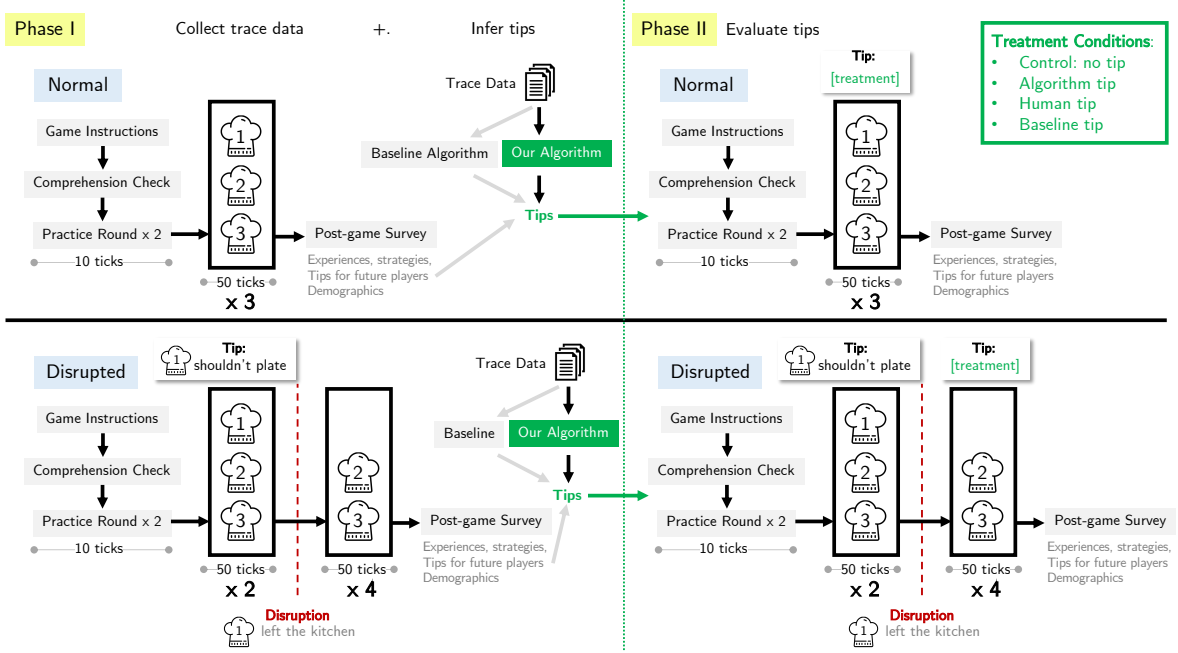 Phase I
Collect trace data
+.
Infer tips
Normal
Game Instructions
Comprehension Check
Practice Round x 2
10 ticks
1
2
3
50 ticks
x 3
Post-game Survey
Experiences, strategies,
Tips for future players
Demographics
Trace Data
Baseline Algorithm
Our Algorithm
Tips
Phase II
Evaluate tips
Normal
Game Instructions
Comprehension Check
Practice Round x 2
10 ticks
Tip:
[treatment]
1
2
3
50 ticks
x 3
Post-game Survey
Experiences, strategies,
Tips for future players
Demographics
Treatment Conditions:
• Control: no tip
• Algorithm tip
• Human tip
• Baseline tip
Disrupted
Game Instructions
Comprehension Check
Practice Round x 2
10 ticks
Tip:
1 shouldn't plate
1
2
3
50 ticks
x 2
2
3
50 ticks
x 4
Disruption
1 left the kitchen
Post-game Survey
Experiences, strategies,
Tips for future players
Demographics
Trace Data
Baseline
Our Algorithm
Tips
Disrupted
Game Instructions
Comprehension Check
Practice Round x 2
10 ticks
Tip:
1 shouldn't plate
1
2
3
50 ticks
x 2
Tip:
[treatment]
2
3
50 ticks
x 4
Disruption
1 left the kitchen
Post-game Survey
Experiences, strategies,
Tips for future players
Demographics